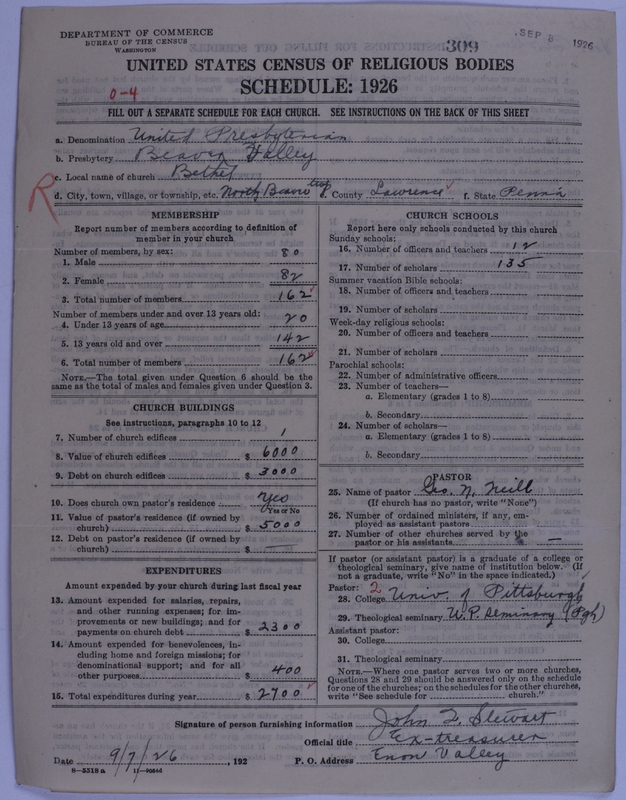 DEPARTMENT OF COMMERCE
BUREAU OF THE CENSUS
WASHINGTON
309
SEP 8 1926
UNITED STATES CENSUS OF RELIGIOUS BODIES
SCHEDULE: 1926
0-4
FILL OUT A SEPARATE SCHEDULE FOR EACH CHURCH. SEE INSTRUCTIONS ON THE BACK OF THIS SHEET
a. Denomination United Presbyterian
b. Presbytery Beaver Valley
c. Local name of church Bethel
R
d. City, town, village, or township, etc. North Beaver twp. County Lawrence f. State Penn'a
MEMBERSHIP
Report number of members according to definition of
member in your church
Number of members, by sex:
1. Male 80
2. Female 82
3. Total number of members 162
Number of members under and over 13 years old:
4. Under 13 years of age 20
5. 13 years old and over 142
6. Total number of members 162
NOTE.—The total given under Question 6 should be the
same as the total of males and females given under Question 3.
CHURCH BUILDINGS
See instructions, paragraphs 10 to 12
7. Number of church edifices 1
8. Value of church edifices $ 6000
9. Debt on church edifices $ 3000
10. Does church own pastor's residence yes
Yes or No
11. Value of pastor's residence (if owned by
church) $ 5000
12. Debt on pastor's residence (if owned by
church) $ —
EXPENDITURES
Amount expended by your church during last fiscal year
13. Amount expended for salaries, repairs,
and other running expenses; for im-
provements or new buildings; and for
payments on church debt $ 2300
14. Amount expended for benevolences, in-
cluding home and foreign missions; for
denominational support; and for all
other purposes $ 400
15. Total expenditures during year $ 2700
CHURCH SCHOOLS
Report here only schools conducted by this church
Sunday schools:
16. Number of officers and teachers 12
17. Number of scholars 135
Summer vacation Bible schools:
18. Number of officers and teachers
19. Number of scholars
Week-day religious schools:
20. Number of officers and teachers
21. Number of scholars
Parochial schools:
22. Number of administrative officers
23. Number of teachers—
a. Elementary (grades 1 to 8)
b. Secondary
24. Number of scholars—
a. Elementary (grades 1 to 8)
b. Secondary
PASTOR
25. Name of pastor Geo. N. Neill
(If church has no pastor, write "None")
26. Number of ordained ministers, if any, em-
ployed as assistant pastors
27. Number of other churches served by the
pastor or his assistants —
If pastor (or assistant pastor) is a graduate of a college or
theological seminary, give name of institution below. (If
not a graduate, write "No" in the space indicated.)
Pastor: 2
28. College Univ. of Pittsburgh
29. Theological seminary U.P. Seminary (Pgh)
Assistant pastor:
30. College
31. Theological seminary
NOTE.—Where one pastor serves two or more churches,
Questions 28 and 29 should be answered only on the schedule
for one of the churches; on the schedules for the other churches,
write "See schedule for church."
Signature of person furnishing information John L. Stewart
Official title Ex-treasurer
Date 9/7/26, 192 P. O. Address Enon Valley
8—5318 a